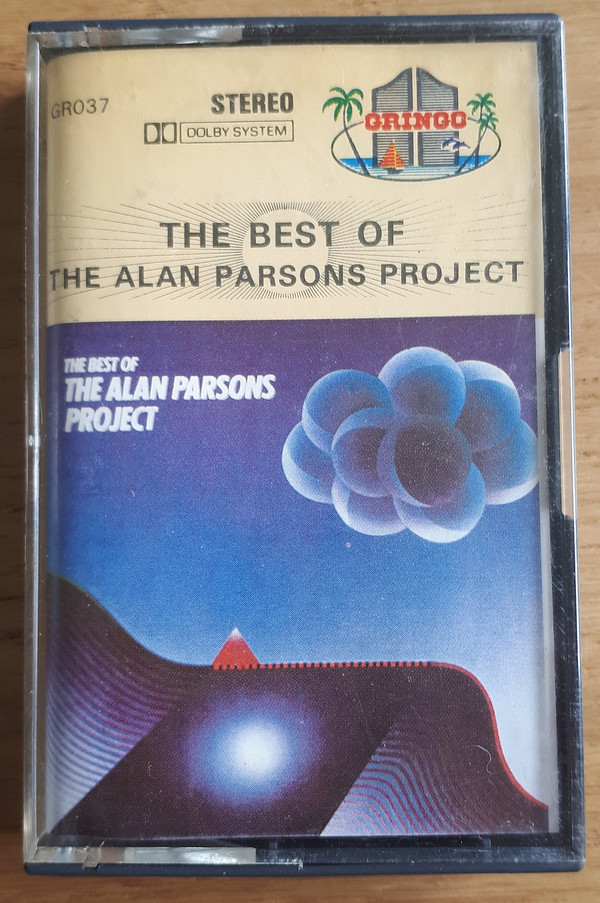 GR037
STEREO
DOLBY SYSTEM
GRINGO
THE BEST OF
THE ALAN PARSONS PROJECT
THE BEST OF
THE ALAN PARSONS
PROJECT